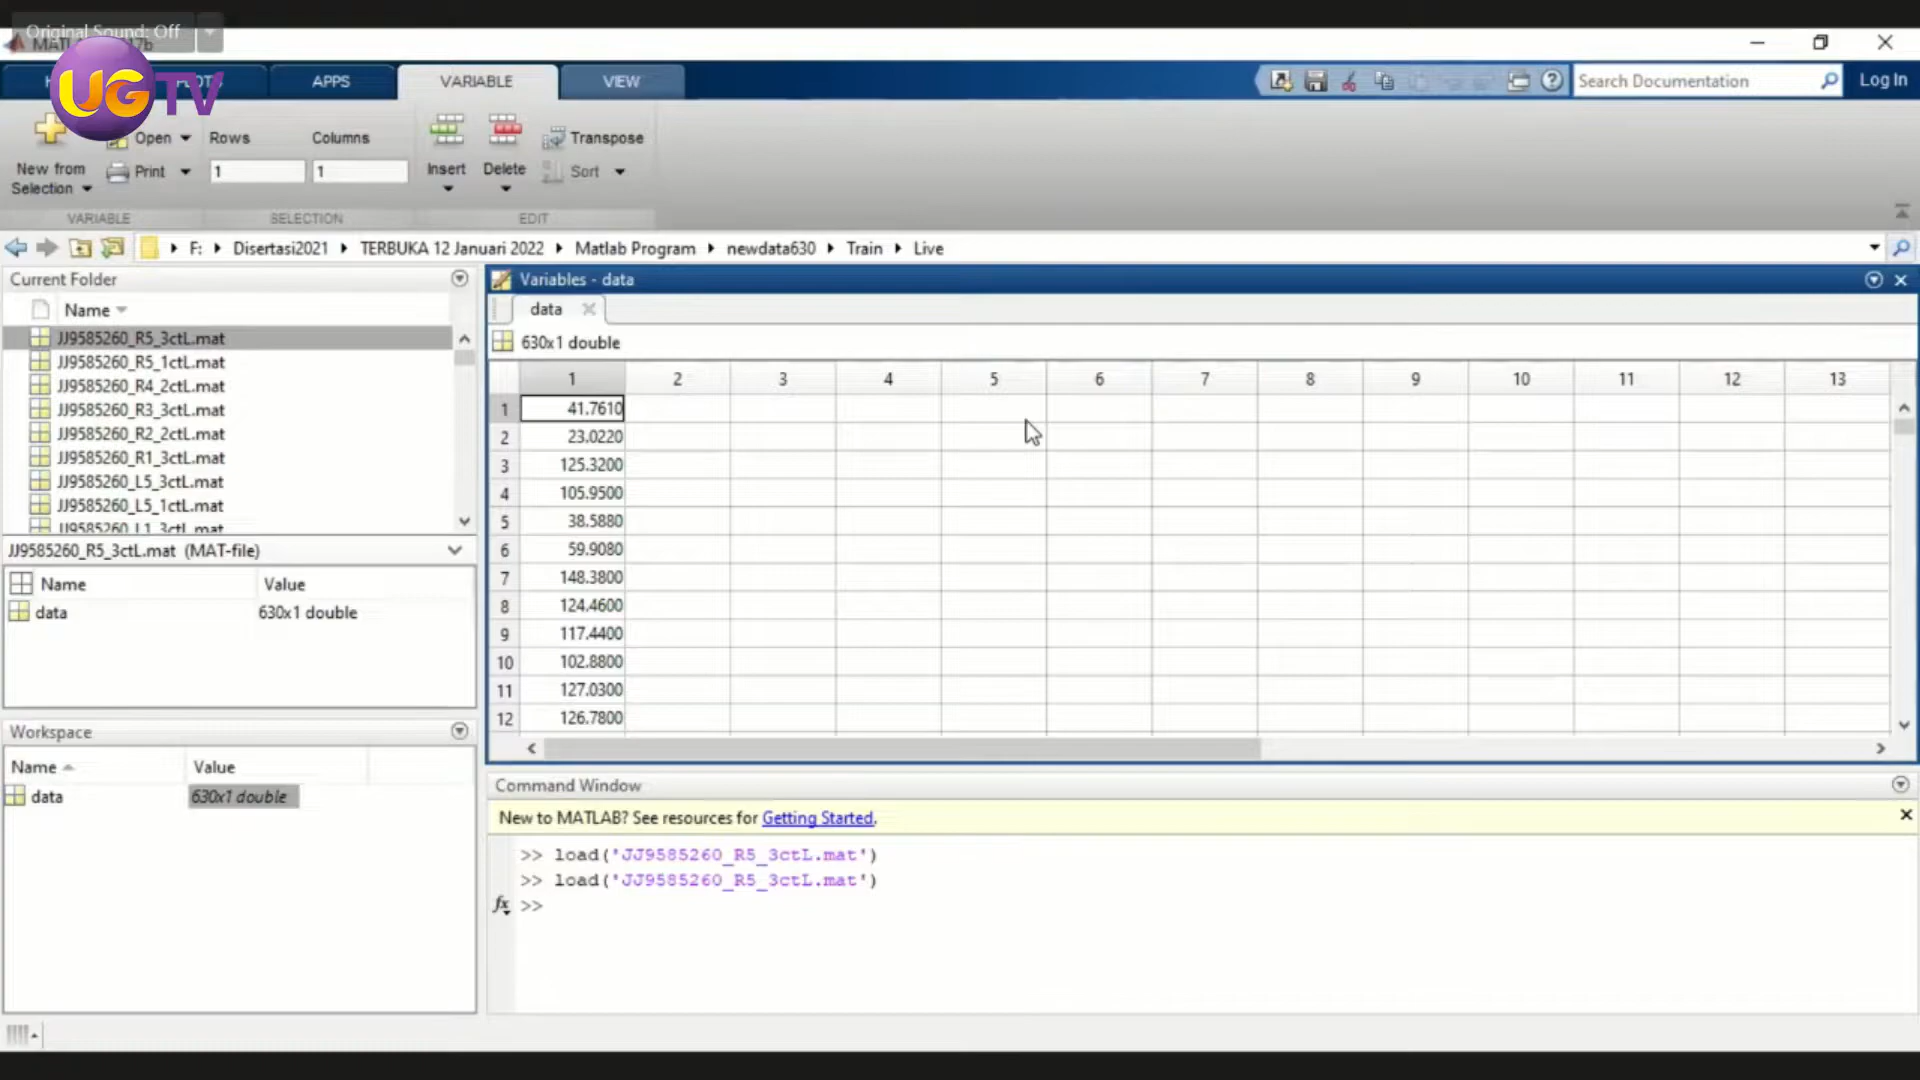 Original Sound: Off
UGTV
APPS VARIABLE VIEW
Search Documentation Log In
New from Selection
Open
Print
Rows Columns
1 1
Insert Delete
Transpose
Sort
VARIABLE SELECTION EDIT
F: Disertasi2021 TERBUKA 12 Januari 2022 Matlab Program newdata630 Train Live
Current Folder
Name
JJ9585260_R5_3ctL.mat
JJ9585260_R5_1ctL.mat
JJ9585260_R4_2ctL.mat
JJ9585260_R3_3ctL.mat
JJ9585260_R2_2ctL.mat
JJ9585260_R1_3ctL.mat
JJ9585260_L5_3ctL.mat
JJ9585260_L5_1ctL.mat
JJ9585260_L1_3ctL.mat
JJ9585260_R5_3ctL.mat (MAT-file)
Name Value
data 630x1 double
Workspace
Name Value
data 630x1 double
Variables - data
data
630x1 double
1 2 3 4 5 6 7 8 9 10 11 12 13
1 41.7610
2 23.0220
3 125.3200
4 105.9500
5 38.5880
6 59.9080
7 148.3800
8 124.4600
9 117.4400
10 102.8800
11 127.0300
12 126.7800
Command Window
New to MATLAB? See resources for Getting Started.
>> load('JJ9585260_R5_3ctL.mat')
>> load('JJ9585260_R5_3ctL.mat')
fx >>